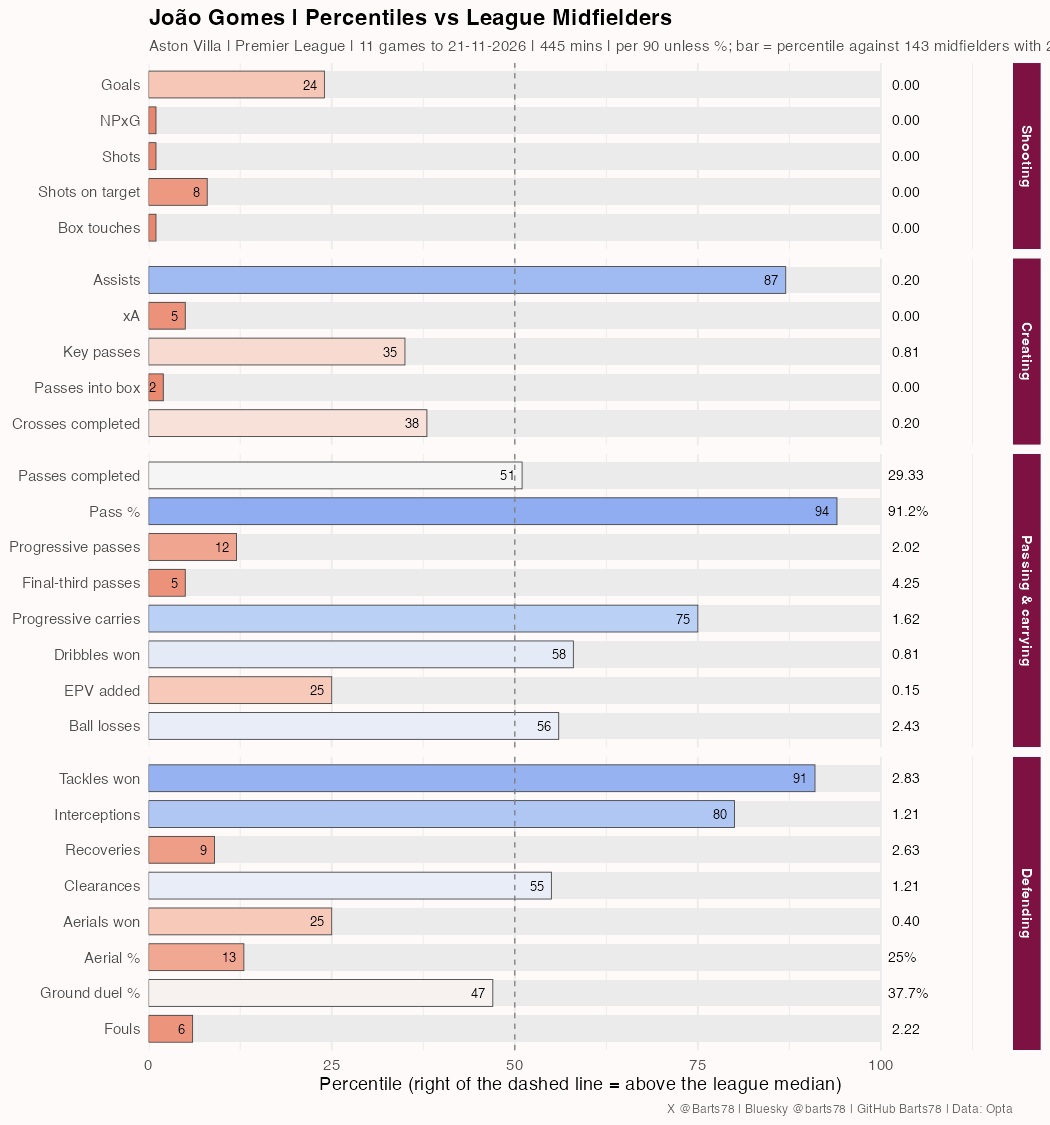 João Gomes | Percentiles vs League Midfielders
Aston Villa | Premier League | 11 games to 21-11-2026 | 445 mins | per 90 unless %; bar = percentile against 143 midfielders with
Goals 24 0.00
NPxG 0.00
Shots 0.00
Shots on target 8 0.00
Box touches 0.00
Shooting
Assists 87 0.20
xA 5 0.00
Key passes 35 0.81
Passes into box 2 0.00
Crosses completed 38 0.20
Creating
Passes completed 51 29.33
Pass % 94 91.2%
Progressive passes 12 2.02
Final-third passes 5 4.25
Progressive carries 75 1.62
Dribbles won 58 0.81
EPV added 25 0.15
Ball losses 56 2.43
Passing & carrying
Tackles won 91 2.83
Interceptions 80 1.21
Recoveries 9 2.63
Clearances 55 1.21
Aerials won 25 0.40
Aerial % 13 25%
Ground duel % 47 37.7%
Fouls 6 2.22
Defending
0 25 50 75 100
Percentile (right of the dashed line = above the league median)
X @Barts78 | Bluesky @barts78 | GitHub Barts78 | Data: Opta